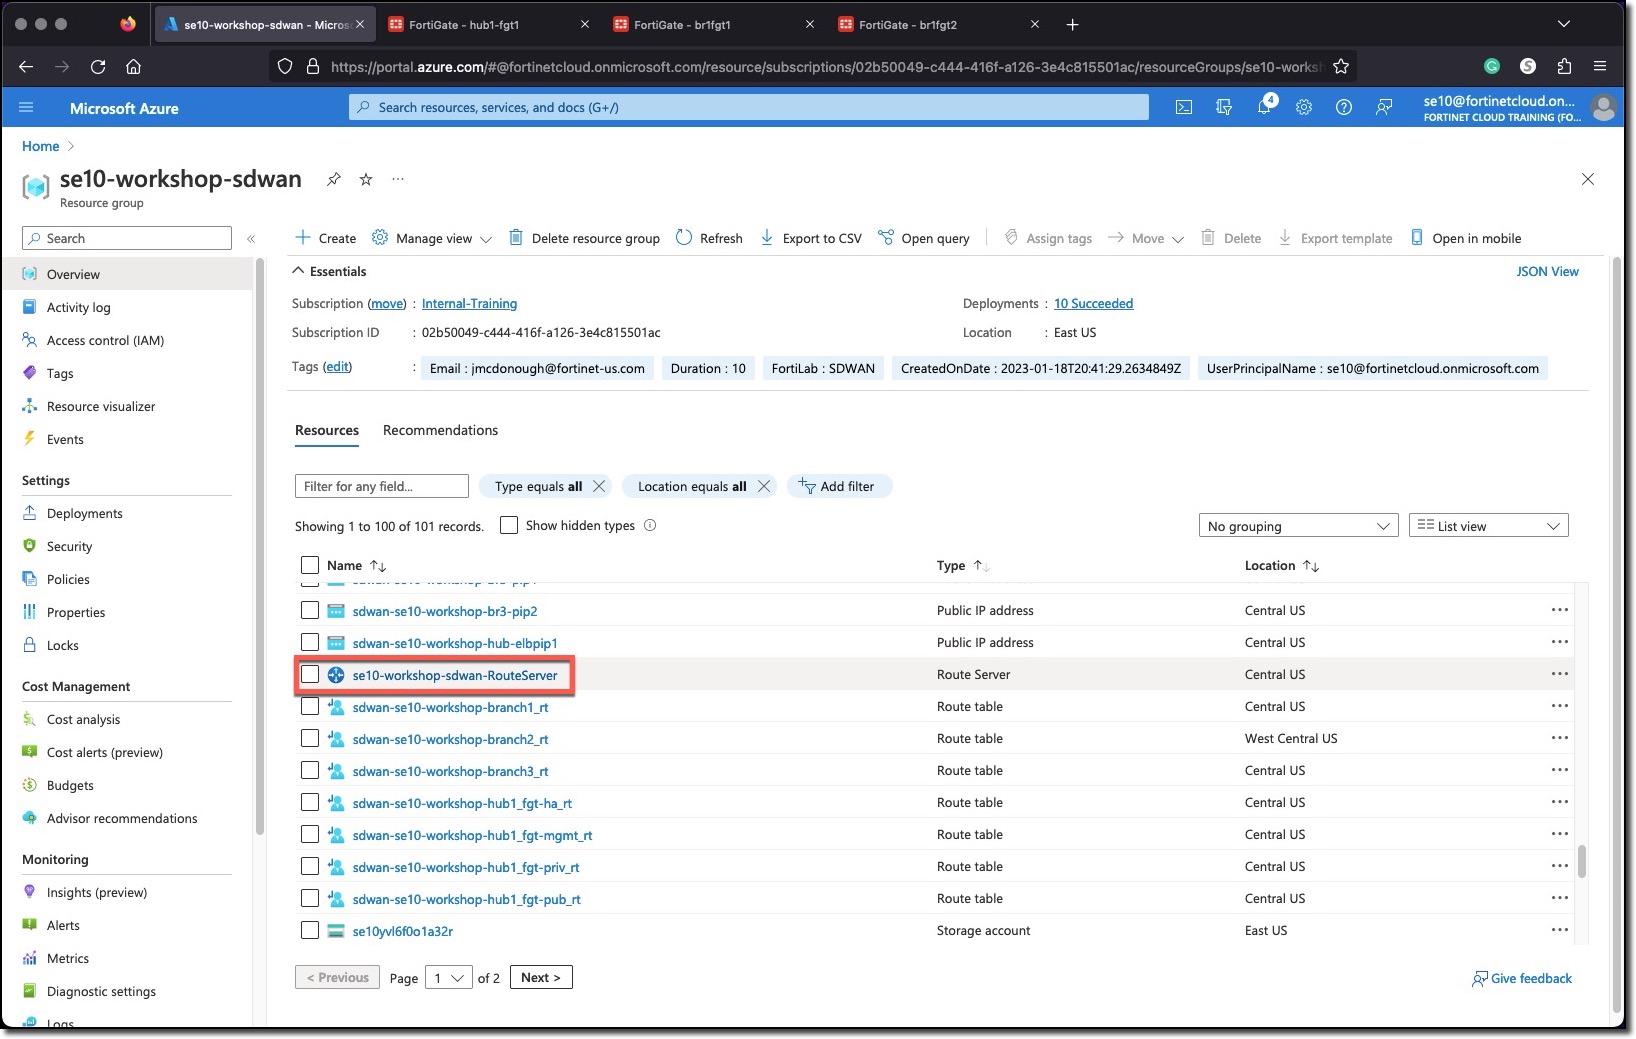 se10-workshop-sdwan - Micros
FortiGate - hub1-fgt1
FortiGate - br1fgt1
FortiGate - br1fgt2
https://portal.azure.com/#@fortinetcloud.onmicrosoft.com/resource/subscriptions/02b50049-c444-416f-a126-3e4c815501ac/resourceGroups/se10-works
Microsoft Azure
Search resources, services, and docs (G+/)
4
se10@fortinetcloud.on...
FORTINET CLOUD TRAINING (FO...
Home >
se10-workshop-sdwan
Resource group
Search
Overview
Activity log
Access control (IAM)
Tags
Resource visualizer
Events
Settings
Deployments
Security
Policies
Properties
Locks
Cost Management
Cost analysis
Cost alerts (preview)
Budgets
Advisor recommendations
Monitoring
Insights (preview)
Alerts
Metrics
Diagnostic settings
Logs
Create Manage view Delete resource group Refresh Export to CSV Open query Assign tags Move Delete Export template Open in mobile
Essentials
JSON View
Subscription (move) : Internal-Training
Deployments : 10 Succeeded
Subscription ID : 02b50049-c444-416f-a126-3e4c815501ac
Location : East US
Tags (edit) : Email : jmcdonough@fortinet-us.com Duration : 10 FortiLab : SDWAN CreatedOnDate : 2023-01-18T20:41:29.2634849Z UserPrincipalName : se10@fortinetcloud.onmicrosoft.com
Resources Recommendations
Filter for any field... Type equals all Location equals all Add filter
Showing 1 to 100 of 101 records. Show hidden types
No grouping List view
Name Type Location
sdwan-se10-workshop-br3-pip2 Public IP address Central US
sdwan-se10-workshop-hub-elbpip1 Public IP address Central US
se10-workshop-sdwan-RouteServer Route Server Central US
sdwan-se10-workshop-branch1_rt Route table Central US
sdwan-se10-workshop-branch2_rt Route table West Central US
sdwan-se10-workshop-branch3_rt Route table Central US
sdwan-se10-workshop-hub1_fgt-ha_rt Route table Central US
sdwan-se10-workshop-hub1_fgt-mgmt_rt Route table Central US
sdwan-se10-workshop-hub1_fgt-priv_rt Route table Central US
sdwan-se10-workshop-hub1_fgt-pub_rt Route table Central US
se10yvl6f0o1a32r Storage account East US
< Previous Page 1 of 2 Next >
Give feedback